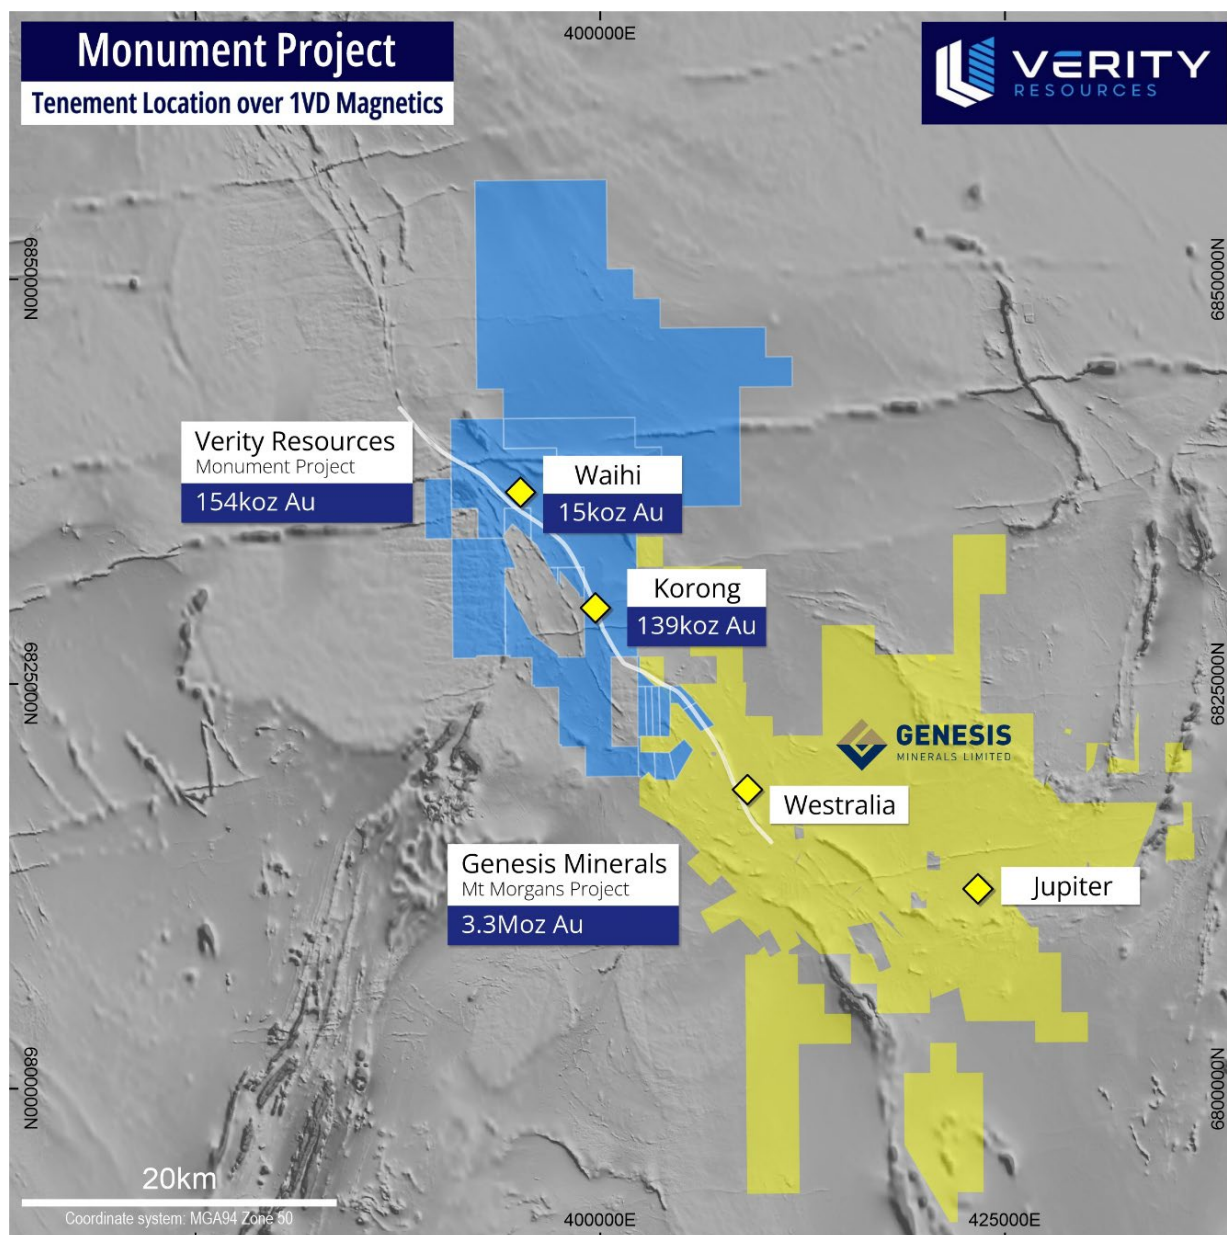 Monument Project
Tenement Location over 1VD Magnetics
400000E
VERITY
RESOURCES
6850000N
6850000N
Verity Resources
Monument Project
154koz Au
Waihi
15koz Au
Korong
139koz Au
6825000N
6825000N
GENESIS
MINERALS LIMITED
Westralia
Genesis Minerals
Mt Morgans Project
3.3Moz Au
Jupiter
6800000N
6800000N
20km
Coordinate system: MGA94 Zone 50
400000E
425000E